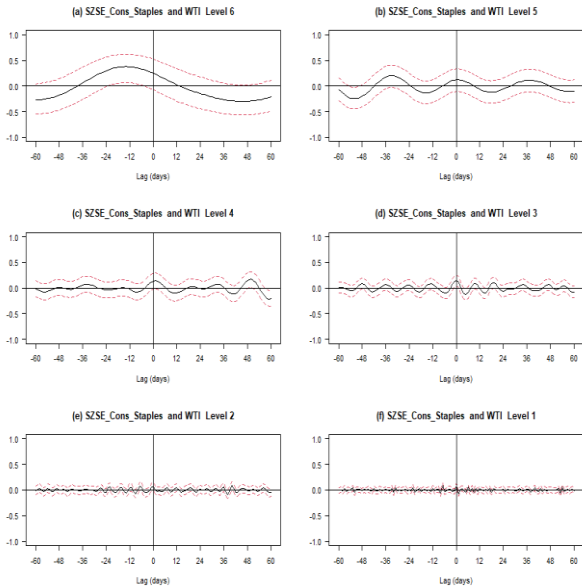 (a) SZSE_Cons_Staples and WTI Level 6
1.0
0.5
0.0
-0.5
-1.0
-60 -48 -36 -24 -12 0 12 24 36 48 60
Lag (days)
(b) SZSE_Cons_Staples and WTI Level 5
1.0
0.5
0.0
-0.5
-1.0
-60 -48 -36 -24 -12 0 12 24 36 48 60
Lag (days)
(c) SZSE_Cons_Staples and WTI Level 4
1.0
0.5
0.0
-0.5
-1.0
-60 -48 -36 -24 -12 0 12 24 36 48 60
Lag (days)
(d) SZSE_Cons_Staples and WTI Level 3
1.0
0.5
0.0
-0.5
-1.0
-60 -48 -36 -24 -12 0 12 24 36 48 60
Lag (days)
(e) SZSE_Cons_Staples and WTI Level 2
1.0
0.5
0.0
-0.5
-1.0
-60 -48 -36 -24 -12 0 12 24 36 48 60
Lag (days)
(f) SZSE_Cons_Staples and WTI Level 1
1.0
0.5
0.0
-0.5
-1.0
-60 -48 -36 -24 -12 0 12 24 36 48 60
Lag (days)